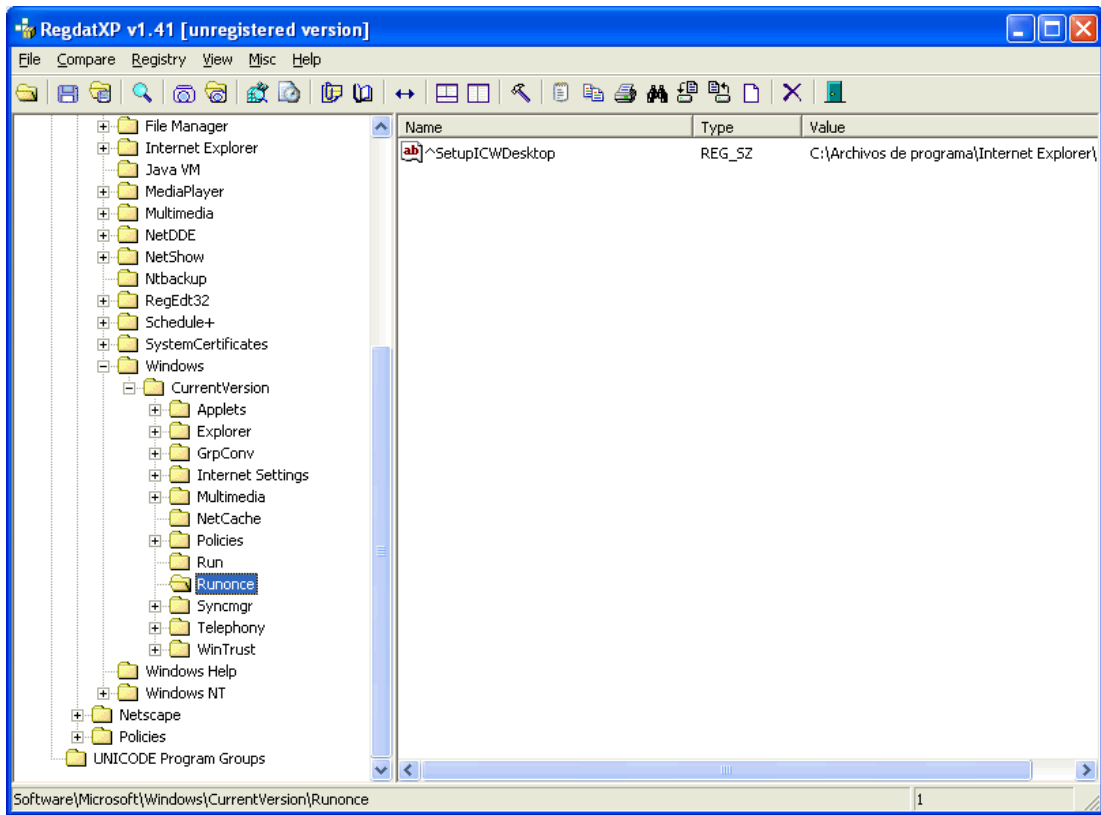 RegdatXP v1.41 [unregistered version]
File Compare Registry View Misc Help
File Manager
Internet Explorer
Java VM
MediaPlayer
Multimedia
NetDDE
NetShow
Ntbackup
RegEdt32
Schedule+
SystemCertificates
Windows
CurrentVersion
Applets
Explorer
GrpConv
Internet Settings
Multimedia
NetCache
Policies
Run
Runonce
Syncmgr
Telephony
WinTrust
Windows Help
Windows NT
Netscape
Policies
UNICODE Program Groups
Name Type Value
ab ^SetupICWDesktop REG_SZ C:\Archivos de programa\Internet Explorer\
Software\Microsoft\Windows\CurrentVersion\Runonce 1